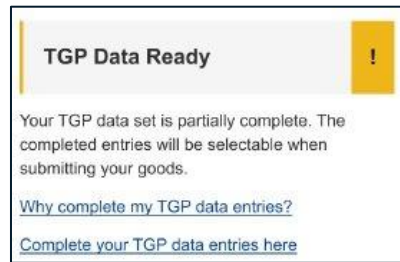 TGP Data Ready
!
Your TGP data set is partially complete. The
completed entries will be selectable when
submitting your goods.
Why complete my TGP data entries?
Complete your TGP data entries here